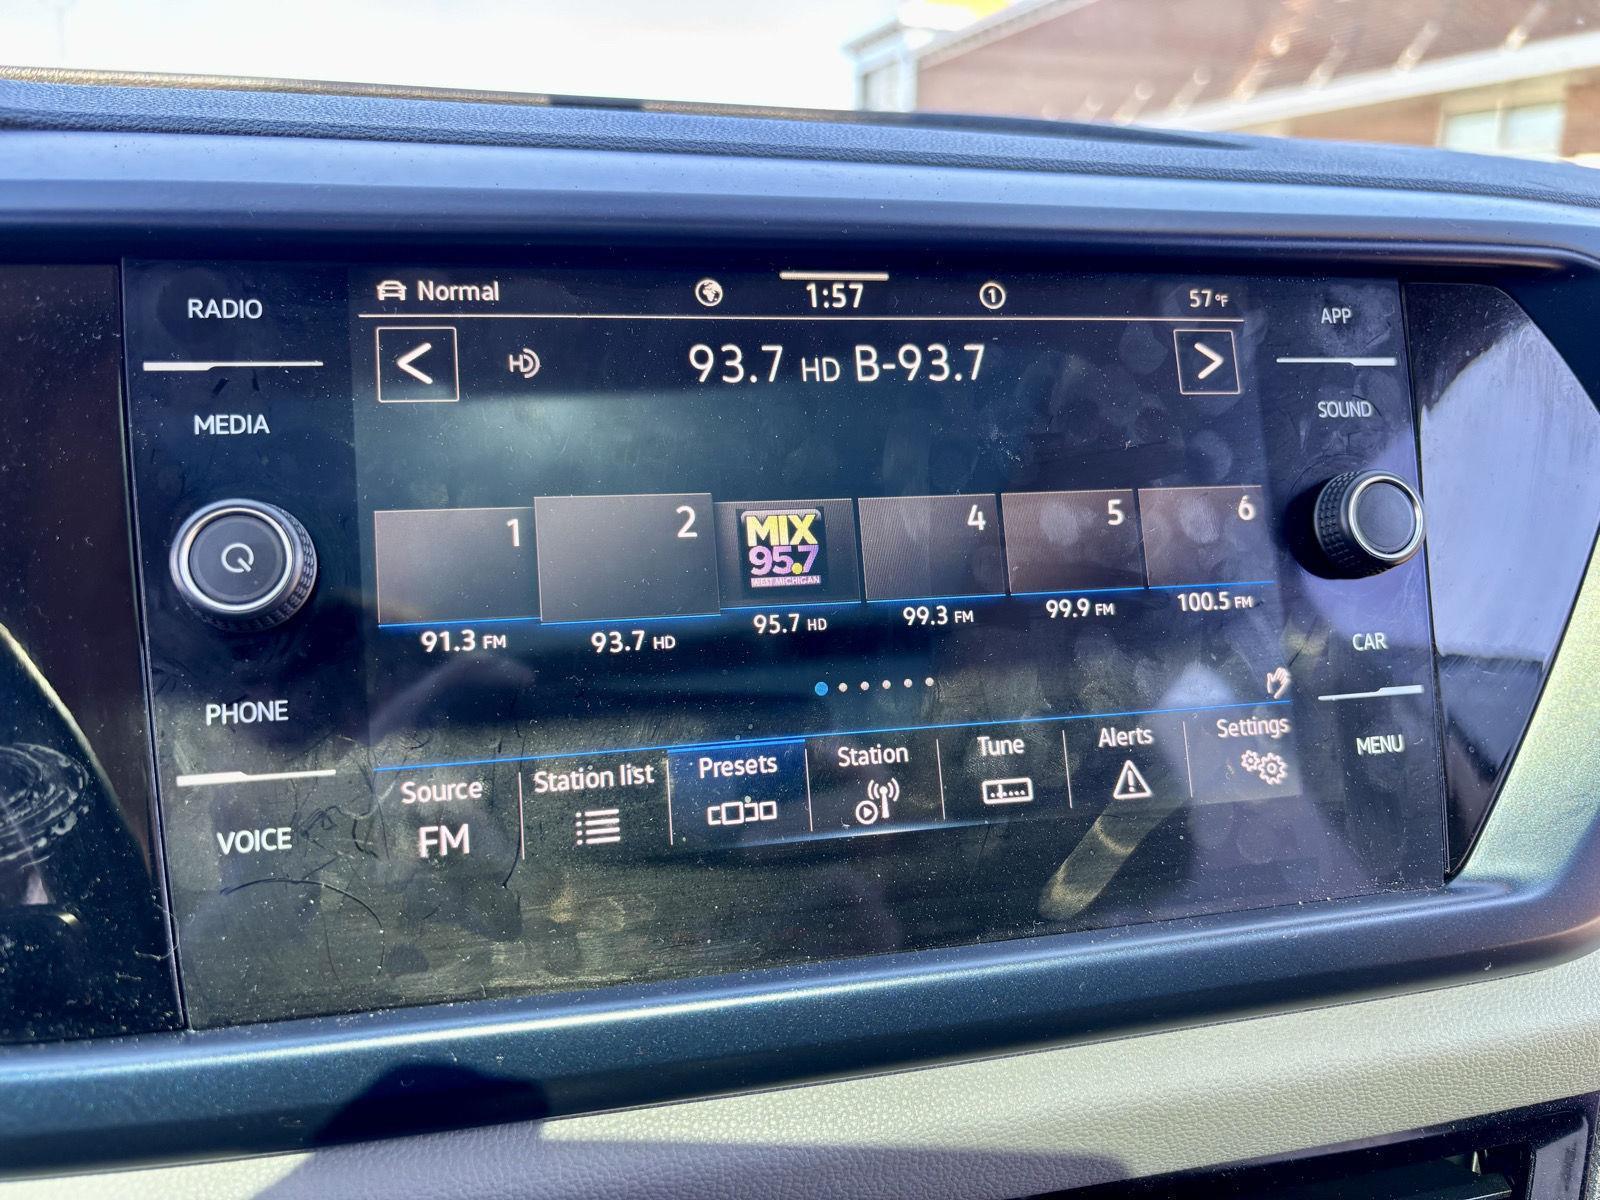 RADIO
MEDIA
PHONE
VOICE
Normal
1:57
1
57 °F
HD
93.7 HD B-93.7
1
2
MIX
95.7
WEST MICHIGAN
4
5
6
91.3 FM
93.7 HD
95.7 HD
99.3 FM
99.9 FM
100.5 FM
Source
FM
Station list
Presets
Station
Tune
Alerts
Settings
APP
SOUND
CAR
MENU